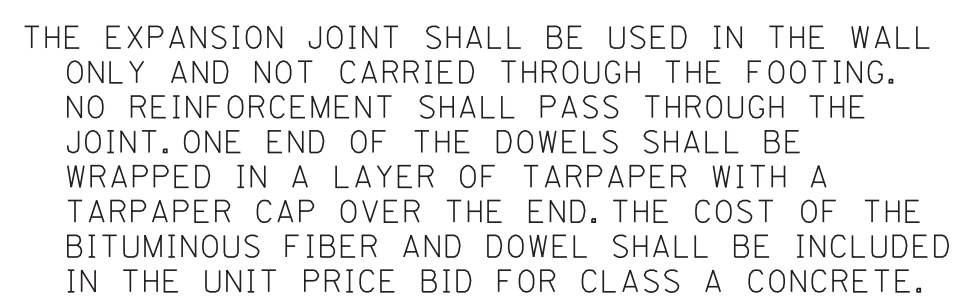 THE EXPANSION JOINT SHALL BE USED IN THE WALL
ONLY AND NOT CARRIED THROUGH THE FOOTING.
NO REINFORCEMENT SHALL PASS THROUGH THE
JOINT. ONE END OF THE DOWELS SHALL BE
WRAPPED IN A LAYER OF TARPAPER WITH A
TARPAPER CAP OVER THE END. THE COST OF THE
BITUMINOUS FIBER AND DOWEL SHALL BE INCLUDED
IN THE UNIT PRICE BID FOR CLASS A CONCRETE.